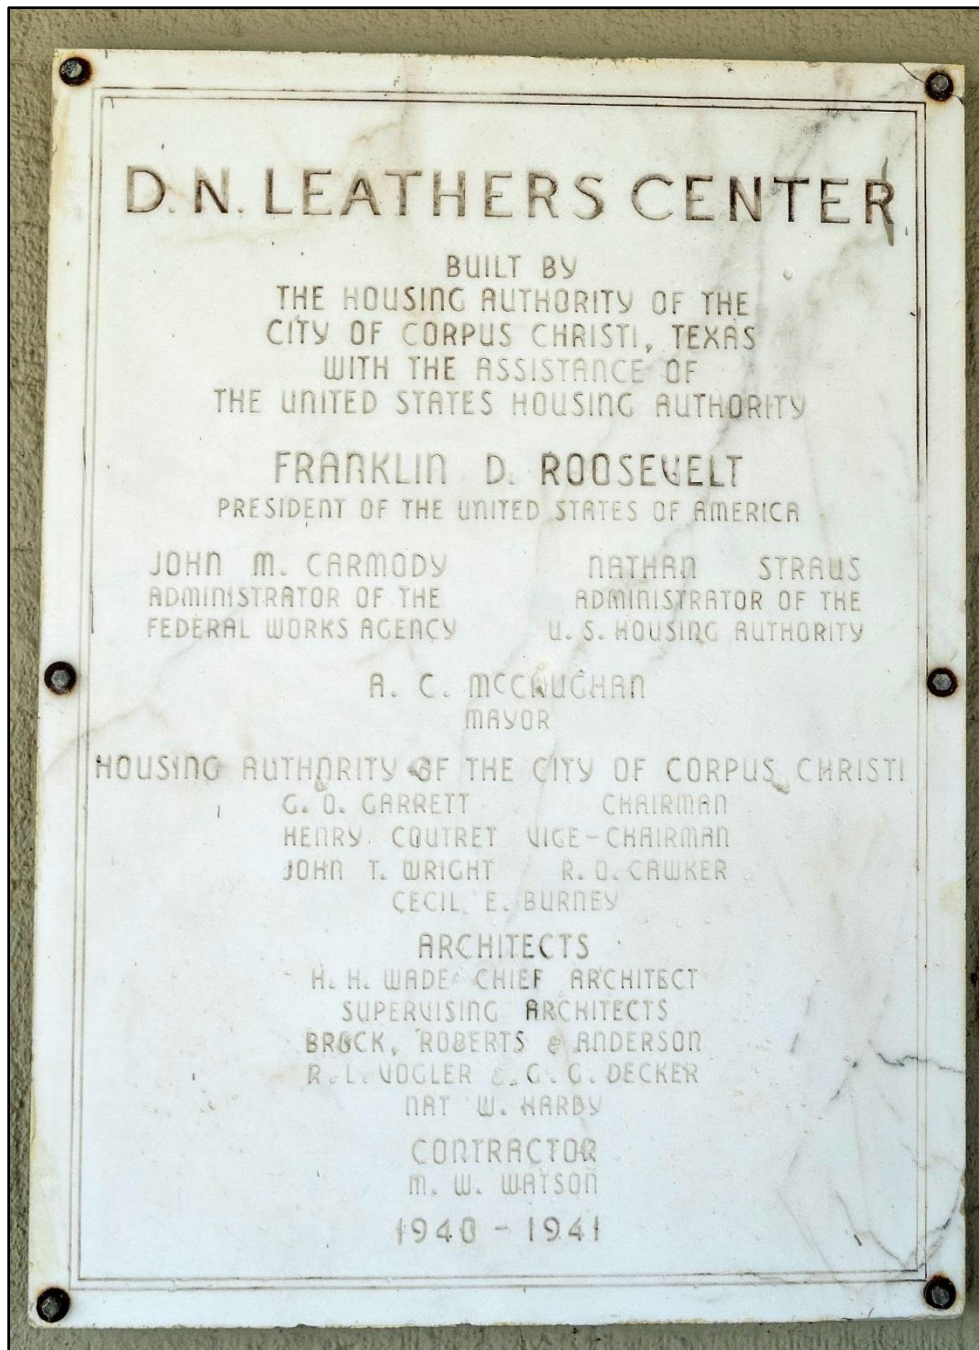 D. N. LEATHERS CENTER
BUILT BY
THE HOUSING AUTHORITY OF THE
CITY OF CORPUS CHRISTI, TEXAS
WITH THE ASSISTANCE OF
THE UNITED STATES HOUSING AUTHORITY
FRANKLIN D. ROOSEVELT
PRESIDENT OF THE UNITED STATES OF AMERICA
JOHN M. CARMODY
ADMINISTRATOR OF THE
FEDERAL WORKS AGENCY
NATHAN STRAUS
ADMINISTRATOR OF THE
U. S. HOUSING AUTHORITY
A. C. McCAUGHAN
MAYOR
HOUSING AUTHORITY OF THE CITY OF CORPUS CHRISTI
G. O. GARRETT CHAIRMAN
HENRY COUTRET VICE-CHAIRMAN
JOHN T. WRIGHT R. O. CAWKER
CECIL E. BURNEY
ARCHITECTS
H. H. WADE CHIEF ARCHITECT
SUPERVISING ARCHITECTS
BROCK, ROBERTS & ANDERSON
R. L. VOGLER & G. G. DECKER
NAT W. HARBY
CONTRACTOR
M. W. WATSON
1940 - 1941